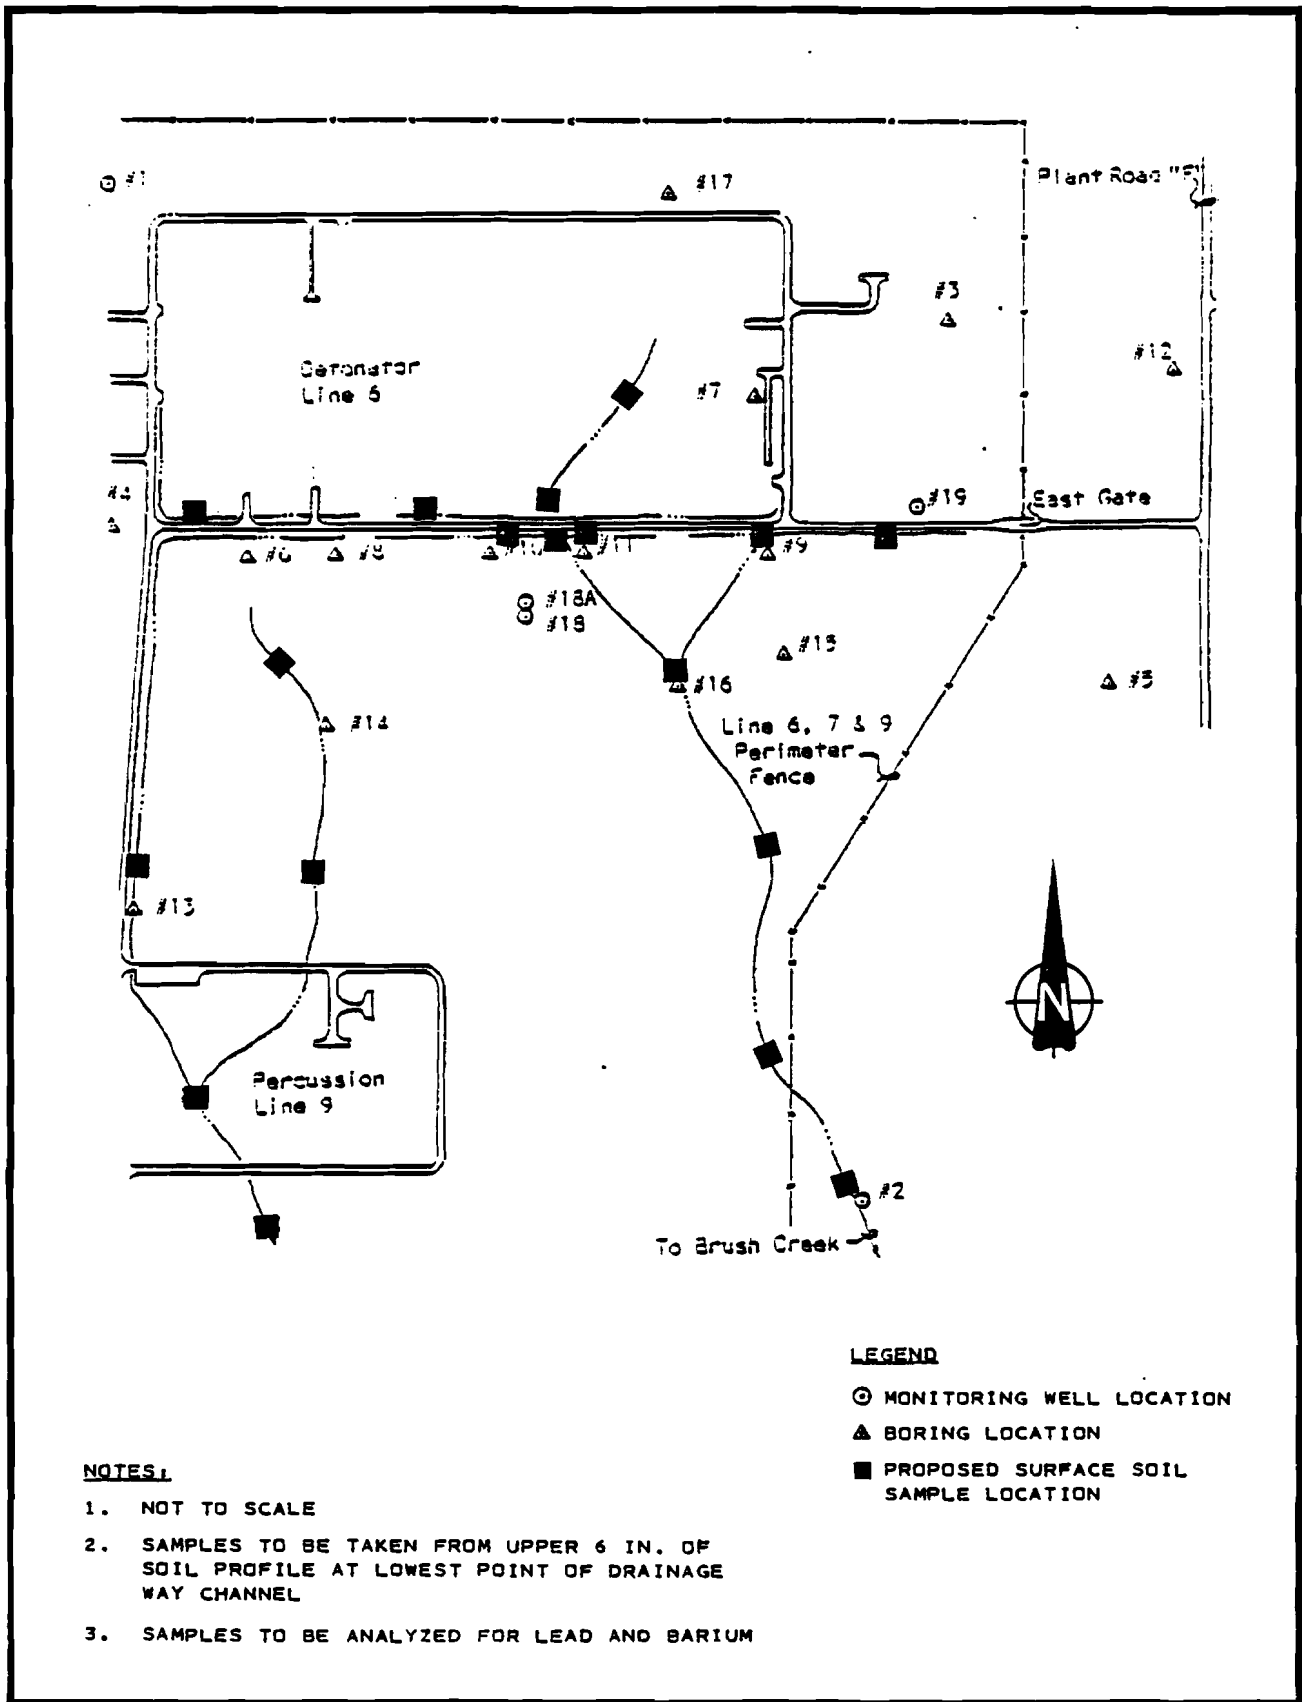 #1
#17
Plant Road "F"
#3
#12
Detonator
Line 6
#7
#4
#19
East Gate
#6
#8
#10
#11
#9
#18A
#18
#15
#16
#5
#14
Line 6, 7 & 9
Perimeter
Fence
#13
N
Percussion
Line 9
#2
To Brush Creek
LEGEND
MONITORING WELL LOCATION
BORING LOCATION
PROPOSED SURFACE SOIL
SAMPLE LOCATION
NOTES:
1. NOT TO SCALE
2. SAMPLES TO BE TAKEN FROM UPPER 6 IN. OF
SOIL PROFILE AT LOWEST POINT OF DRAINAGE
WAY CHANNEL
3. SAMPLES TO BE ANALYZED FOR LEAD AND BARIUM